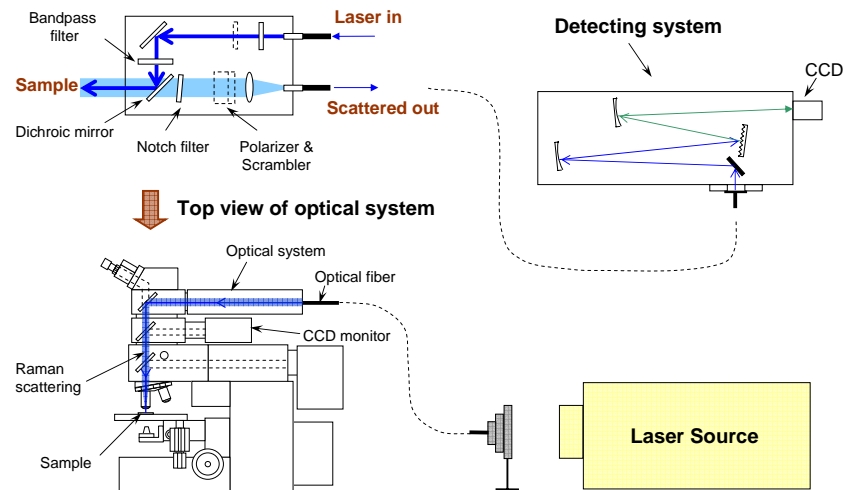 Bandpass
filter
Laser in
Sample
Scattered out
Dichroic mirror
Notch filter
Polarizer &
Scrambler
Detecting system
CCD
Top view of optical system
Optical system
Optical fiber
CCD monitor
Raman
scattering
Sample
Laser Source